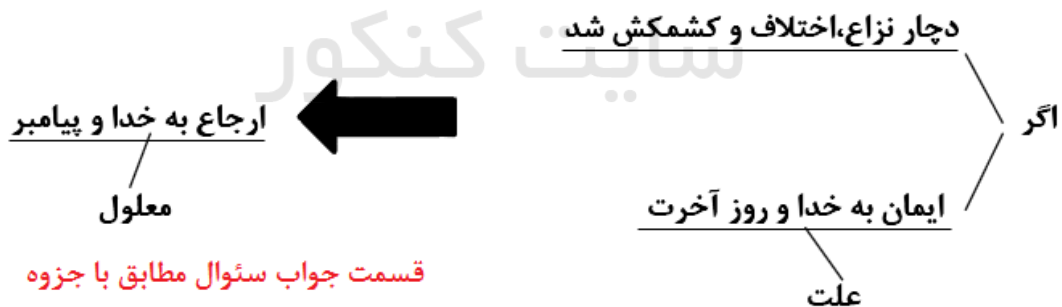 سایت کنکور
دچار نزاع،اختلاف و کشمکش شد
اگر
ارجاع به خدا و پیامبر
ایمان به خدا و روز آخرت
معلول
علت
قسمت جواب سئوال مطابق با جزوه